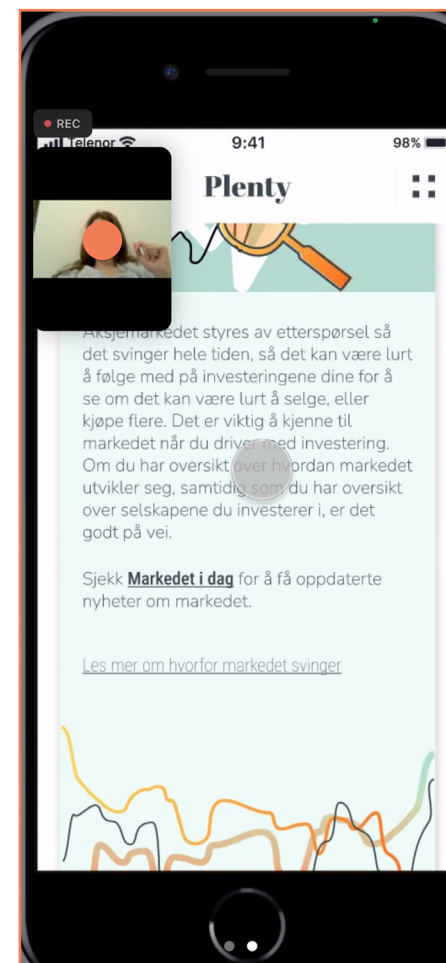 REC
Telenor
9:41
98%
Plenty
Aksjemarkedet styres av etterspørsel så
det svinger hele tiden, så det kan være lurt
å følge med på investeringene dine for å
se om det kan være lurt å selge, eller
kjøpe flere. Det er viktig å kjenne til
markedet når du driver med investering.
Om du har oversikt over hvordan markedet
utvikler seg, samtidig som du har oversikt
over selskapene du investerer i, er det
godt på vei.
Sjekk Markedet i dag for å få oppdaterte
nyheter om markedet.
Les mer om hvorfor markedet svinger